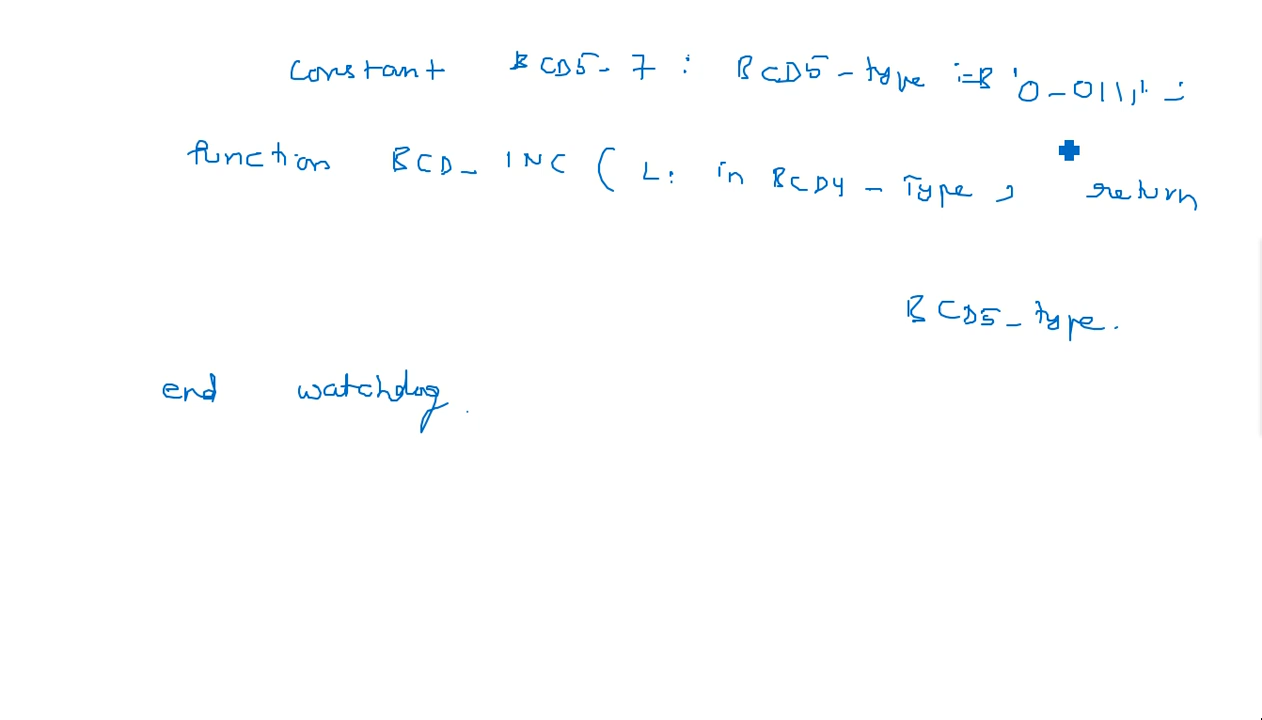 constant BCD5_7 : BCD5_type :=B '0_0111' ;
function BCD_INC ( L: in BCD4_Type ) return
BCD5_type.
end watchdog.